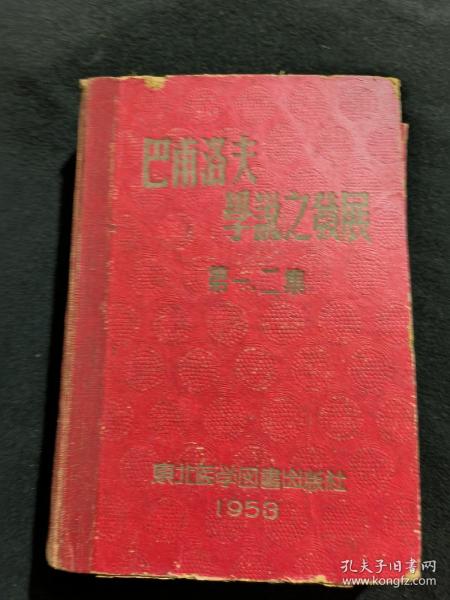 巴甫洛夫
學說之發展
第一、二集
東北医学図書出版社
1953
孔夫子旧书网
www.kongfz.com